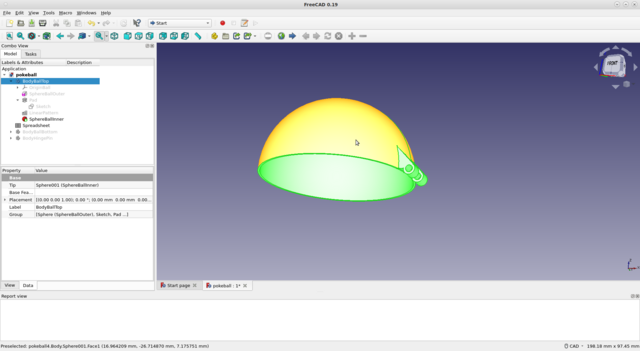 FreeCAD 0.19
File Edit View Tools Macro Windows Help
Start
Combo View
Model Tasks
Labels & Attributes Description
Application
pokeball
BodyBallTop
Origin
SphereBallOuter
Pad
Sketch
LinearPattern
SphereBallInner
Spreadsheet
BodyBallBottom
Property Value
Base
Tip Sphere001 (SphereBallInner)
Base Fea...
Placement [(0.00 0.00 1.00); 0.00 °; (0.00 mm 0.00 mm 0.00...
Label BodyBallTop
Group [Sphere (SphereBallOuter), Sketch, Pad ...]
FRONT
View Data
Start page pokeball : 1*
Report view
Preselected: pokeball4.Body.Sphere001.Face1 (16.964209 mm, -26.714870 mm, 7.175751 mm)
CAD 198.18 mm x 97.45 mm